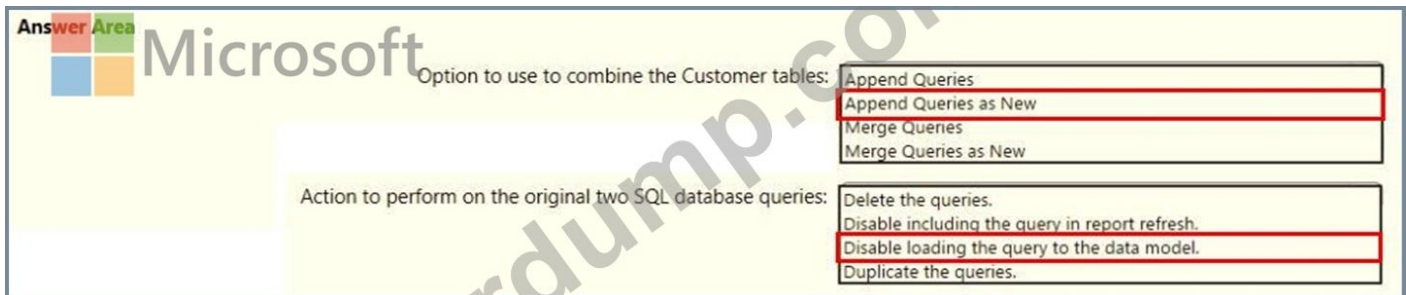 Answer Area
Microsoft
Option to use to combine the Customer tables:
Append Queries
Append Queries as New
Merge Queries
Merge Queries as New
Action to perform on the original two SQL database queries:
Delete the queries.
Disable including the query in report refresh.
Disable loading the query to the data model.
Duplicate the queries.
rdump.co